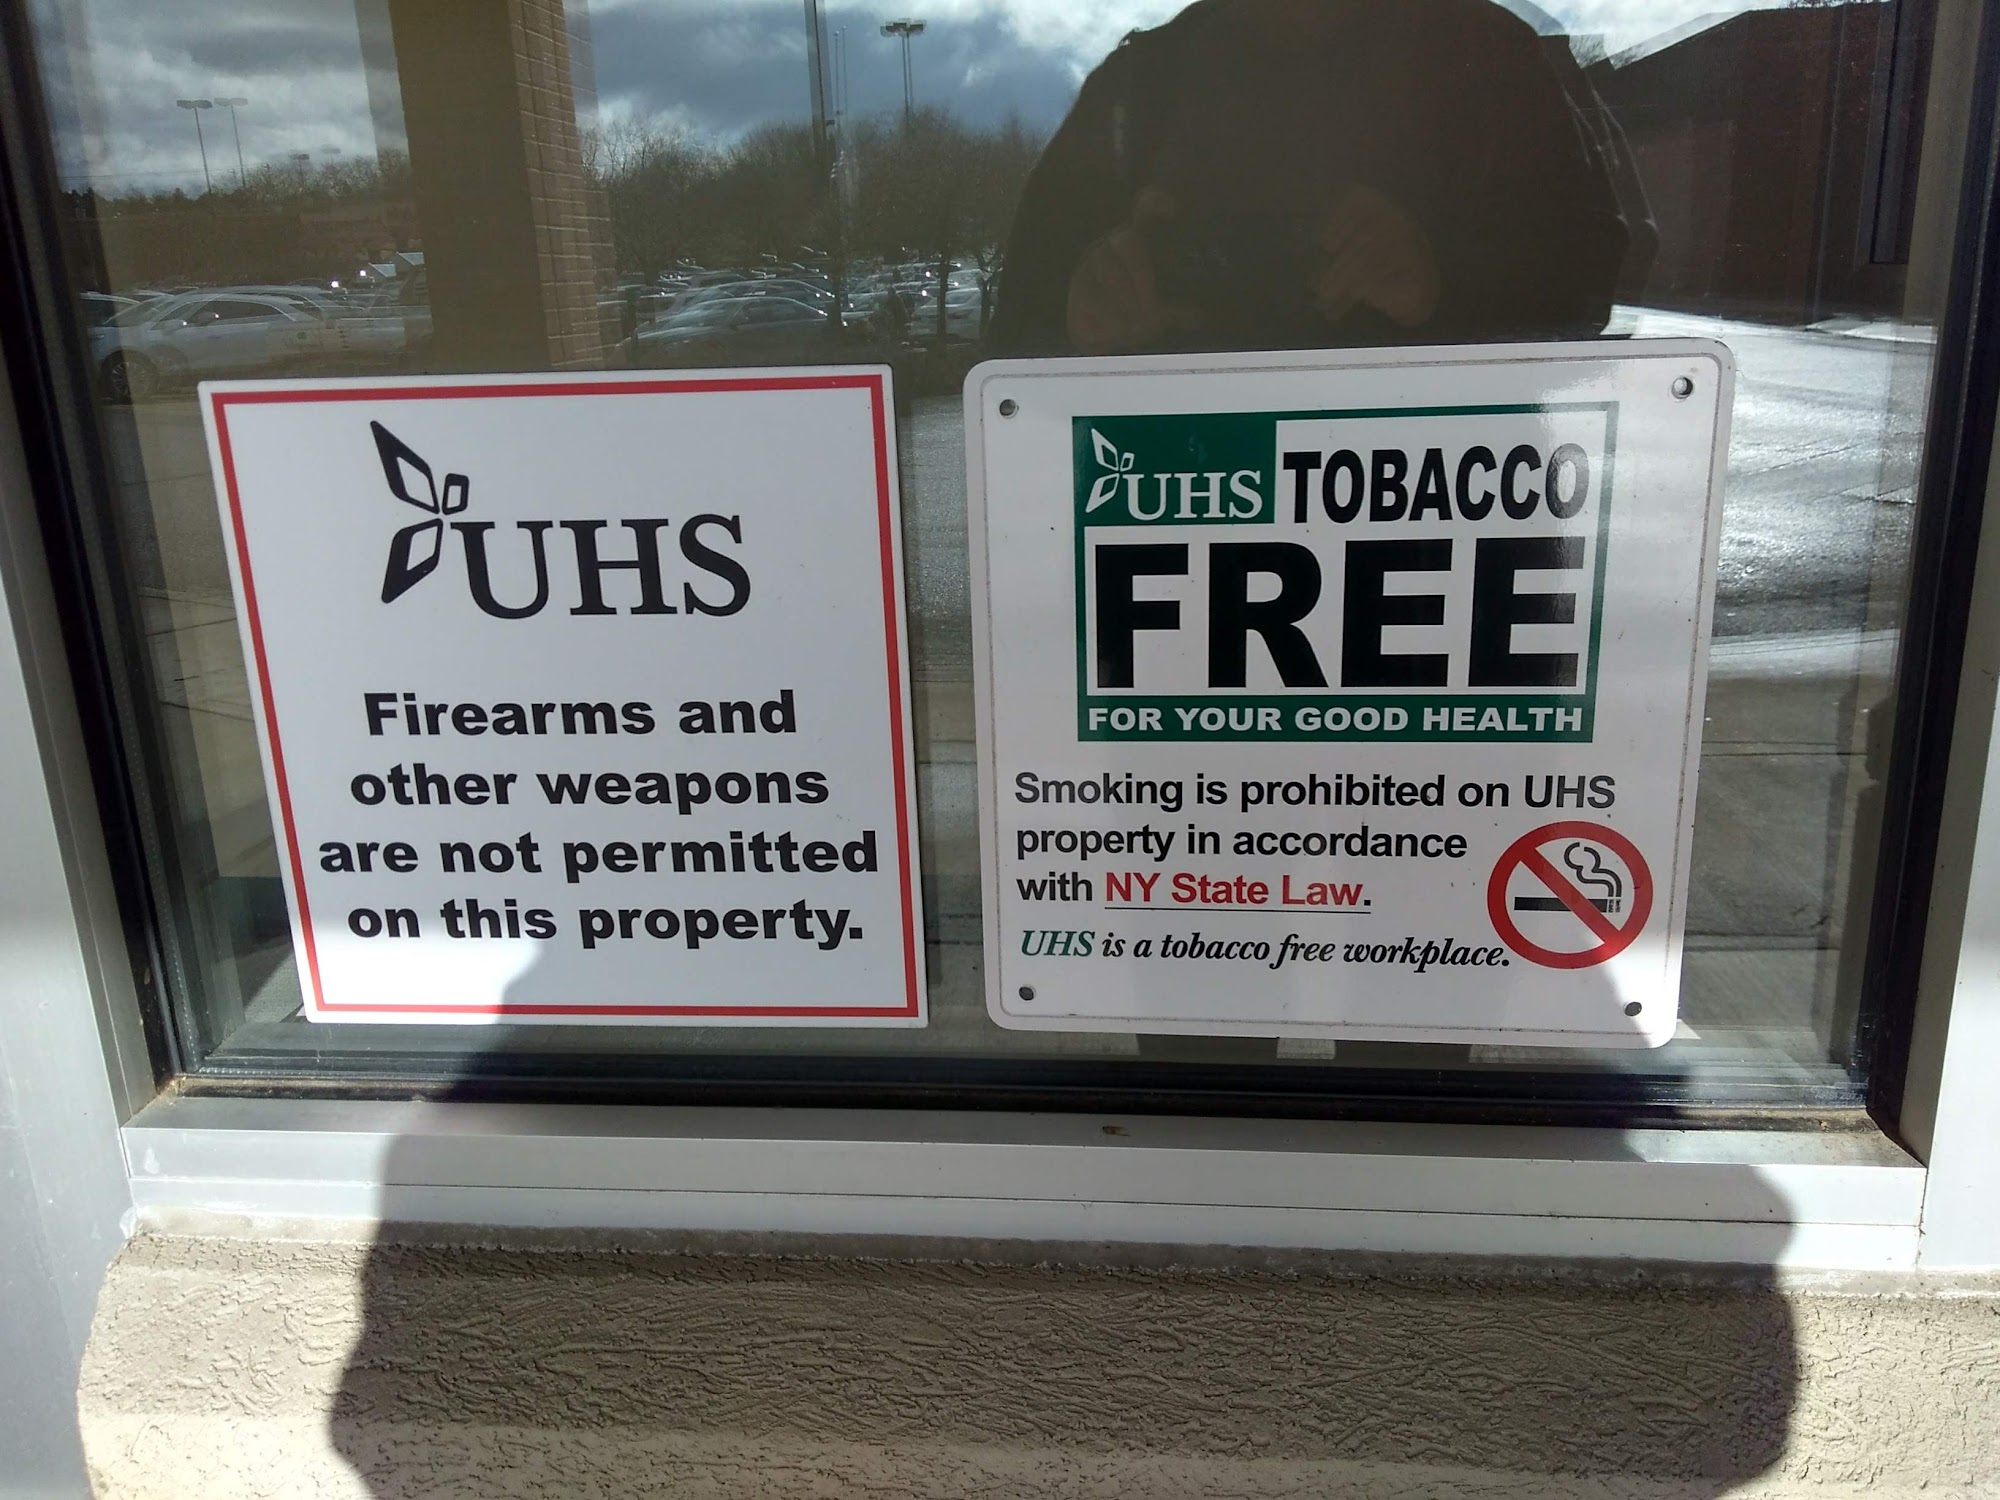 UHS
Firearms and
other weapons
are not permitted
on this property.
UHS TOBACCO
FREE
FOR YOUR GOOD HEALTH
Smoking is prohibited on UHS
property in accordance
with NY State Law.
UHS is a tobacco free workplace.